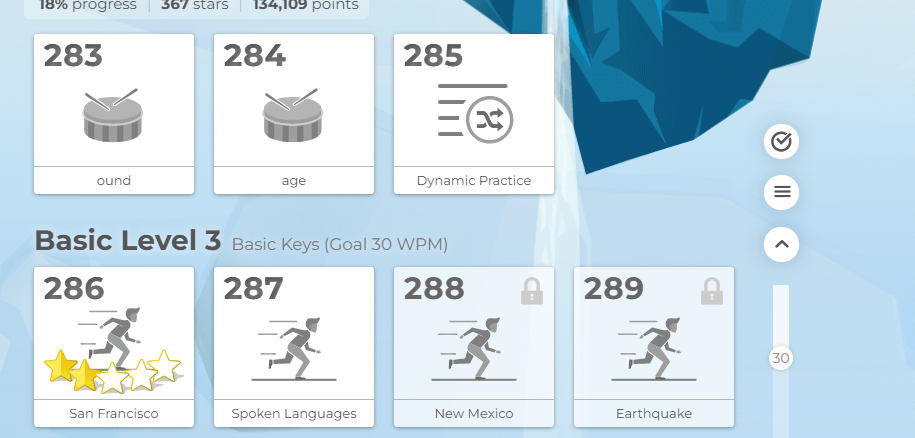 18% progress | 367 stars | 134,109 points
283 284 285
ound age Dynamic Practice
Basic Level 3 Basic Keys (Goal 30 WPM)
286 287 288 289
30
San Francisco Spoken Languages New Mexico Earthquake